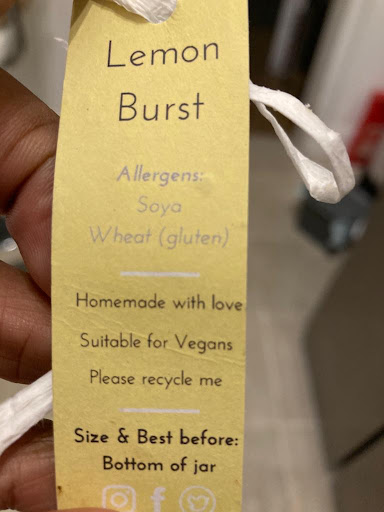 Lemon
Burst
Allergens:
Soya
Wheat (gluten)
Homemade with love
Suitable for Vegans
Please recycle me
Size & Best before:
Bottom of jar